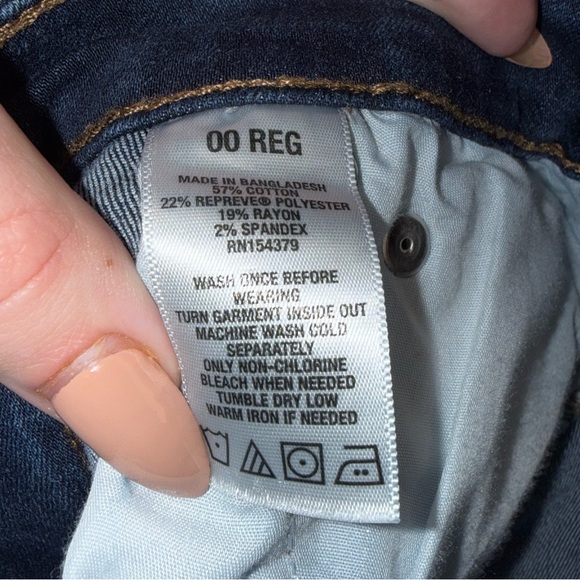 00 REG
MADE IN BANGLADESH
57% COTTON
22% REPREVE® POLYESTER
19% RAYON
2% SPANDEX
RN154379
WASH ONCE BEFORE
WEARING
TURN GARMENT INSIDE OUT
MACHINE WASH COLD
SEPARATELY
ONLY NON-CHLORINE
BLEACH WHEN NEEDED
TUMBLE DRY LOW
WARM IRON IF NEEDED